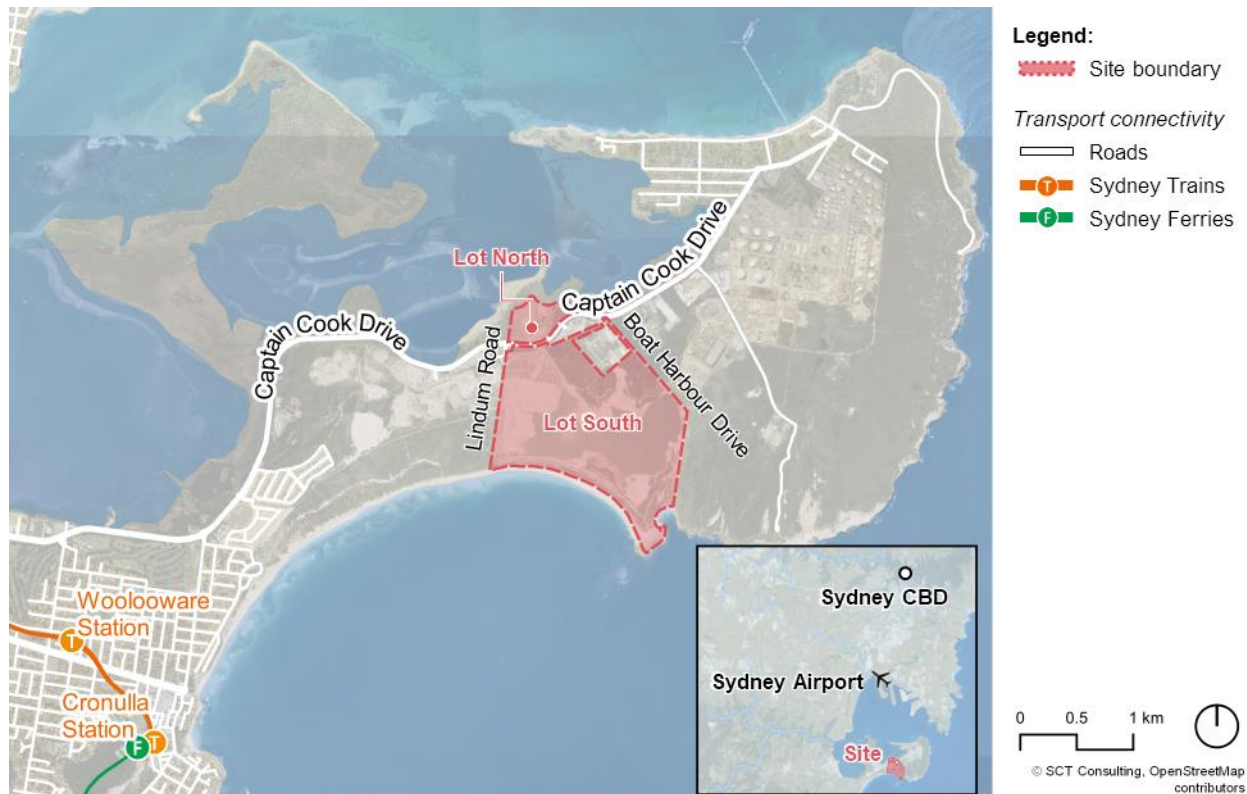 Legend:
Site boundary
Transport connectivity
Roads
T Sydney Trains
F Sydney Ferries
Lot North
Captain Cook Drive
Captain Cook Drive
Lindum Road
Boat Harbour Drive
Lot South
Woolooware
Station
T
Cronulla
Station
F T
Sydney CBD
Sydney Airport
Site
0 0.5 1 km
© SCT Consulting, OpenStreetMap
contributors